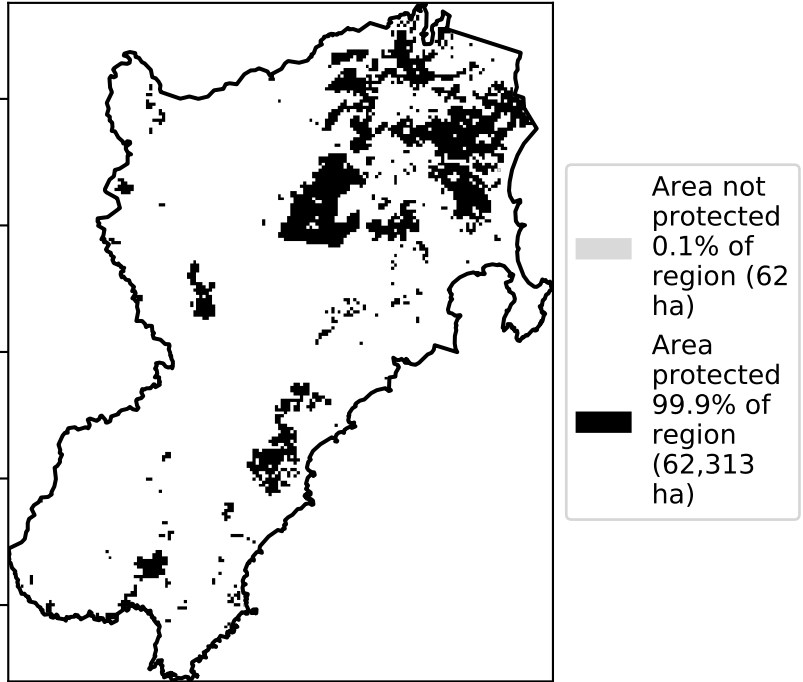 Area not
protected
0.1% of
region (62
ha)
Area
protected
99.9% of
region
(62,313
ha)